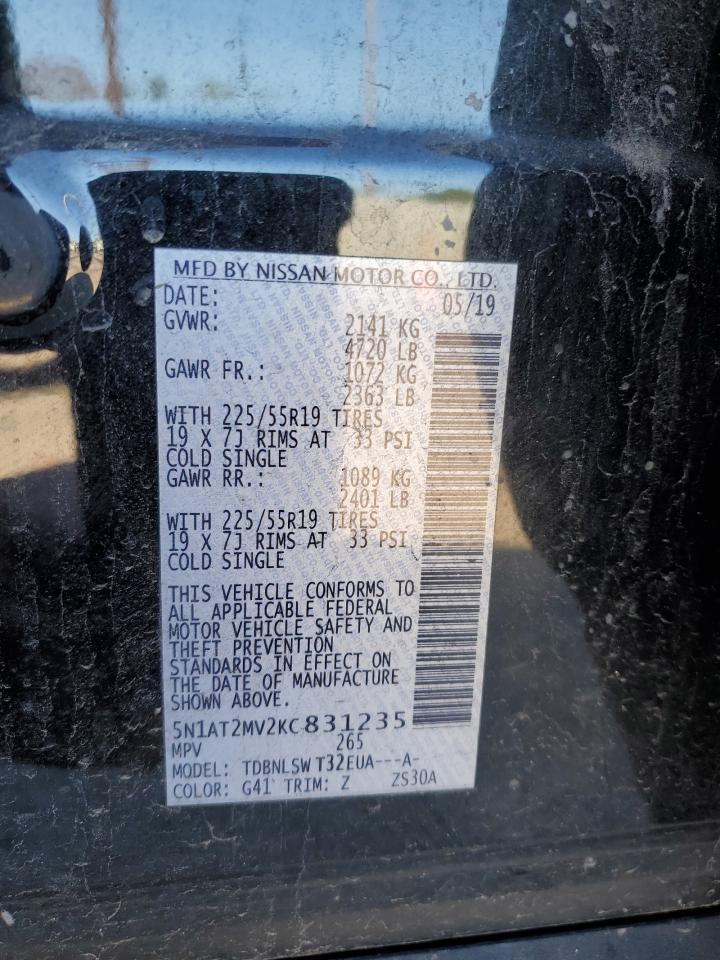 MFD BY NISSAN MOTOR CO., LTD.
DATE: 05/19
GVWR: 2141 KG
4720 LB
GAWR FR.: 1072 KG
2363 LB
WITH 225/55R19 TIRES
19 X 7J RIMS AT 33 PSI
COLD SINGLE
GAWR RR.: 1089 KG
2401 LB
WITH 225/55R19 TIRES
19 X 7J RIMS AT 33 PSI
COLD SINGLE
THIS VEHICLE CONFORMS TO
ALL APPLICABLE FEDERAL
MOTOR VEHICLE SAFETY AND
THEFT PREVENTION
STANDARDS IN EFFECT ON
THE DATE OF MANUFACTURE
SHOWN ABOVE.
5N1AT2MV2KC831235
MPV 265
MODEL: TDBNLSW T32EUA---A-
COLOR: G41 TRIM: Z ZS30A